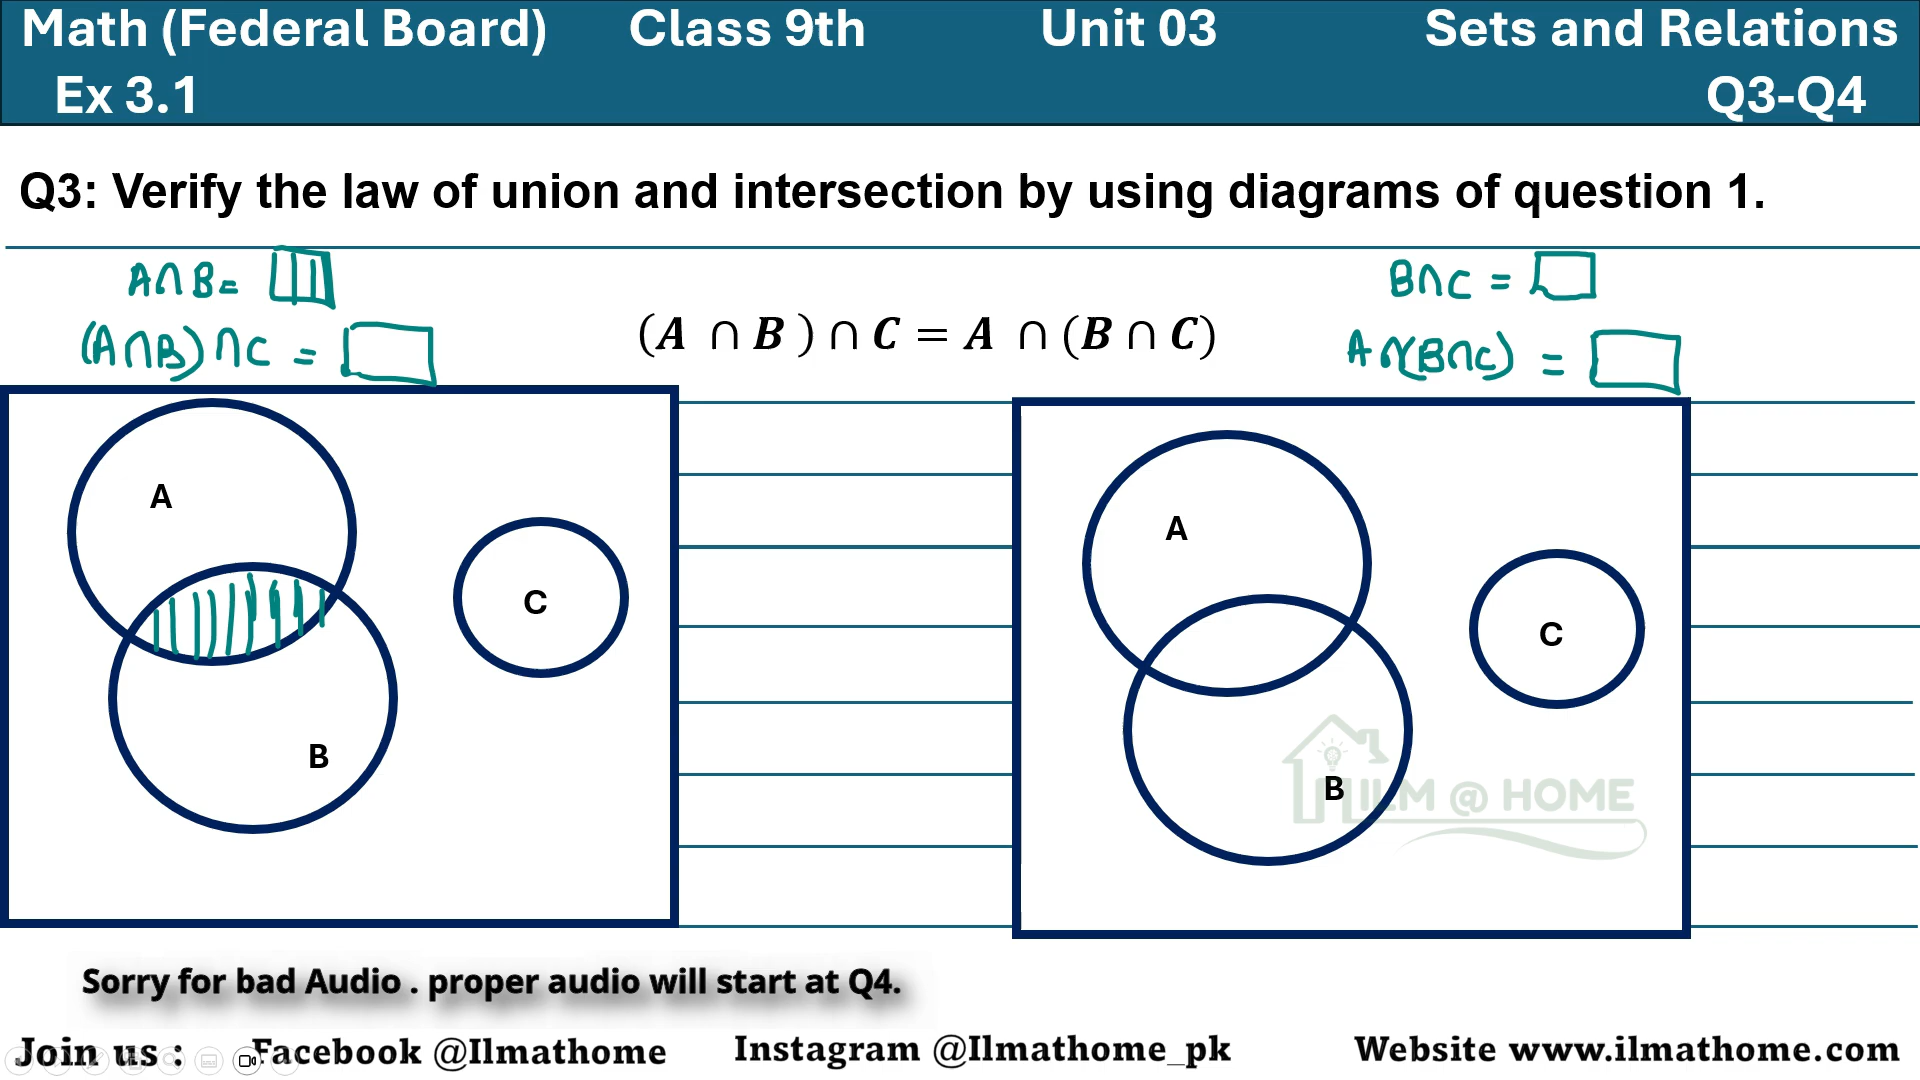 Math (Federal Board) Class 9th Unit 03 Sets and Relations
Ex 3.1 Q3-Q4
Q3: Verify the law of union and intersection by using diagrams of question 1.
A∩B=
B∩C =
(A∩B)∩C =
(A ∩ B ) ∩ C = A ∩ (B ∩ C)
A∩(B∩C) =
A
C
B
A
C
B
ILM @ HOME
Sorry for bad Audio . proper audio will start at Q4.
Join us : Facebook @Ilmathome Instagram @Ilmathome_pk Website www.ilmathome.com